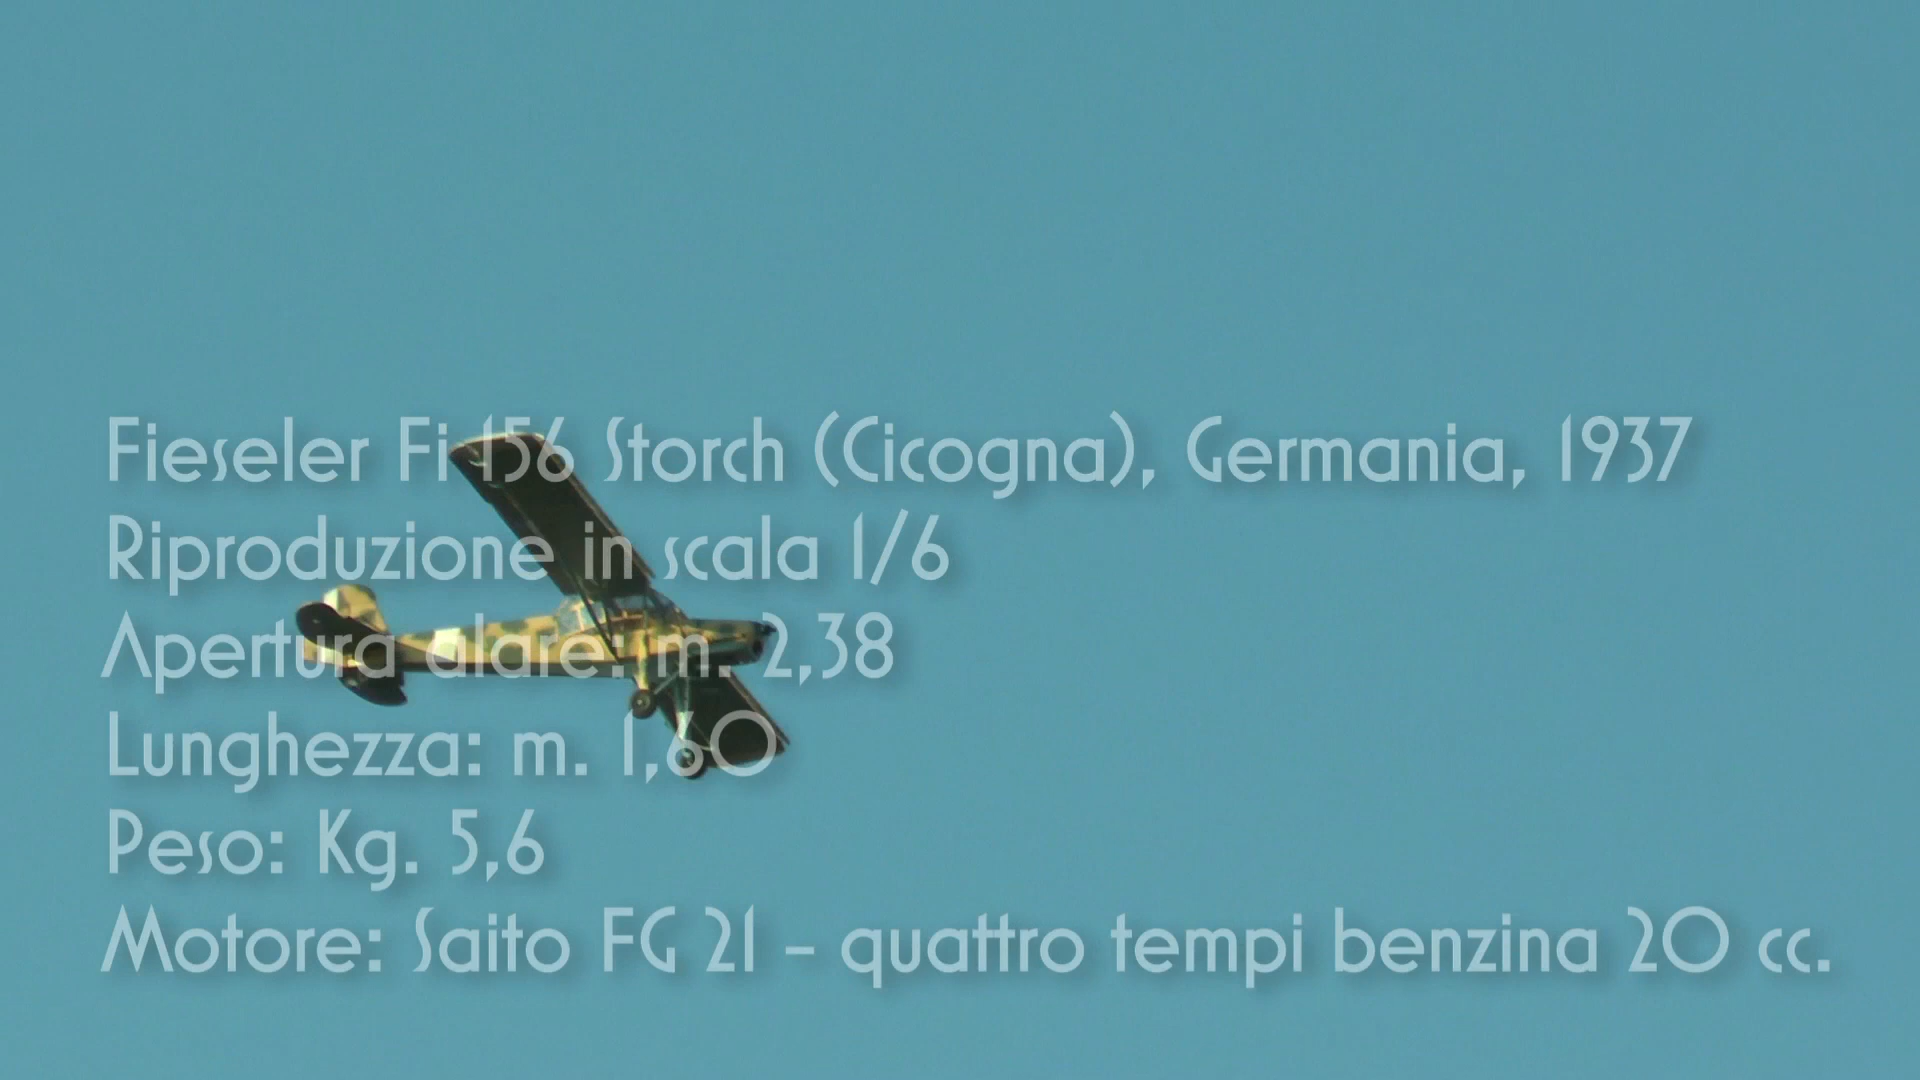 Fieseler Fi 156 Storch (Cicogna), Germania, 1937
Riproduzione in scala 1/6
Apertura alare: m. 2,38
Lunghezza: m. 1,60
Peso: Kg. 5,6
Motore: Saito FG 21 - quattro tempi benzina 20 cc.